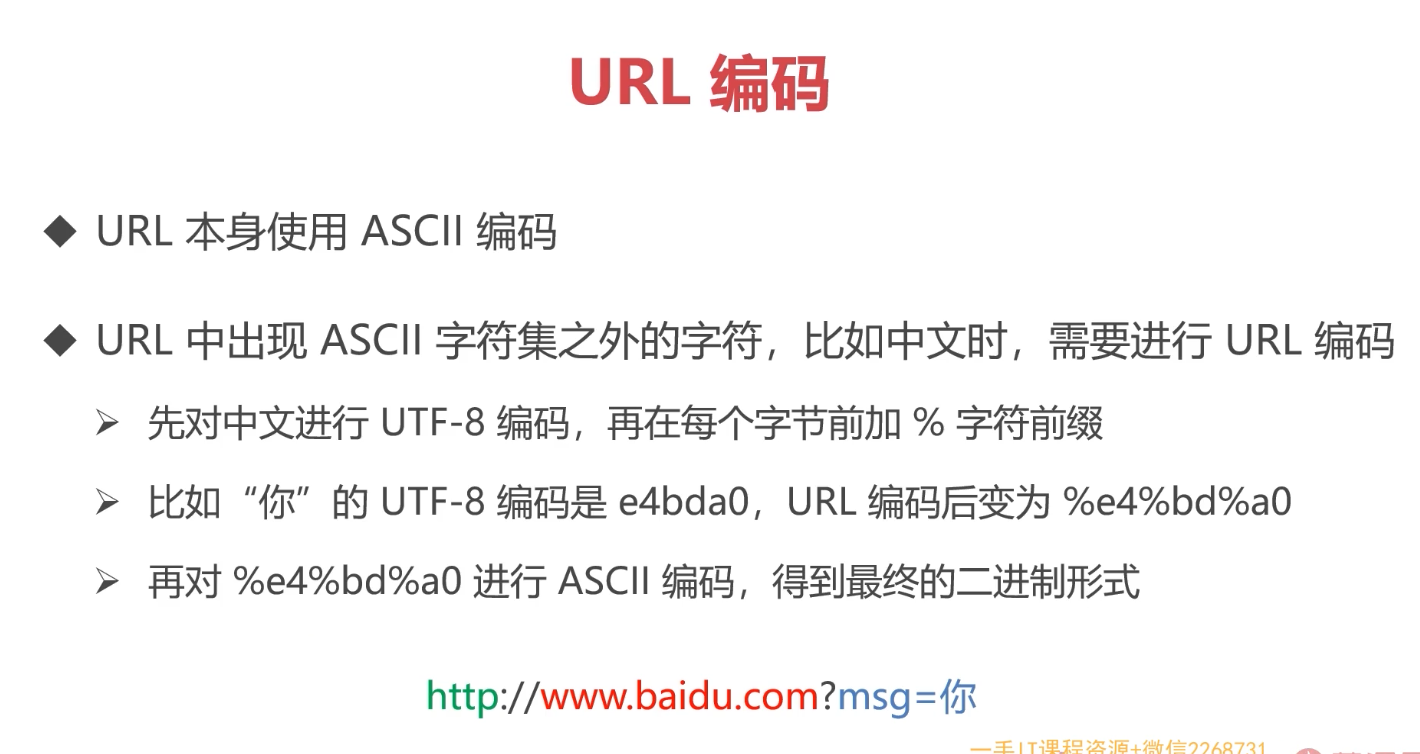 URL 编码
◆ URL 本身使用 ASCII 编码
◆ URL 中出现 ASCII 字符集之外的字符，比如中文时，需要进行 URL 编码
➢ 先对中文进行 UTF-8 编码，再在每个字节前加 % 字符前缀
➢ 比如“你”的 UTF-8 编码是 e4bda0，URL 编码后变为 %e4%bd%a0
➢ 再对 %e4%bd%a0 进行 ASCII 编码，得到最终的二进制形式
http://www.baidu.com?msg=你
一手IT课程资源+微信2268731